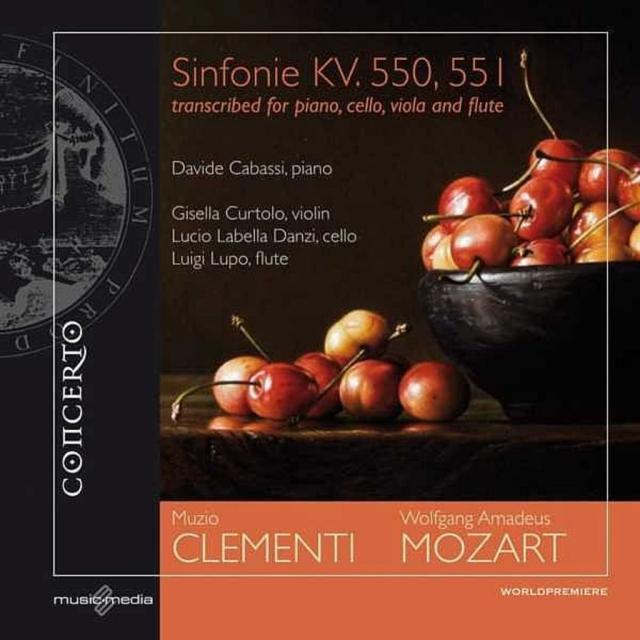 Sinfonie KV. 550, 551
transcribed for piano, cello, viola and flute
Davide Cabassi, piano
Gisella Curtolo, violin
Lucio Labella Danzi, cello
Luigi Lupo, flute
CONCERTO
Muzio
CLEMENTI
Wolfgang Amadeus
MOZART
music media
WORLDPREMIERE